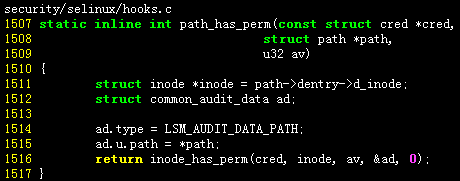 security/selinux/hooks.c
1507 static inline int path_has_perm(const struct cred *cred,
1508                                 struct path *path,
1509                                 u32 av)
1510 {
1511         struct inode *inode = path->dentry->d_inode;
1512         struct common_audit_data ad;
1513
1514         ad.type = LSM_AUDIT_DATA_PATH;
1515         ad.u.path = *path;
1516         return inode_has_perm(cred, inode, av, &ad, 0);
1517 }